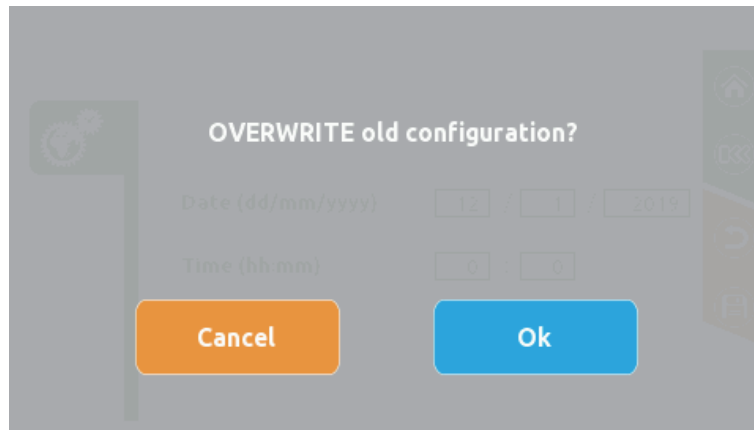 OVERWRITE old configuration?
Date (dd/mm/yyyy) 12 / 1 / 2019
Time (hh mm) 0 0
Cancel Ok